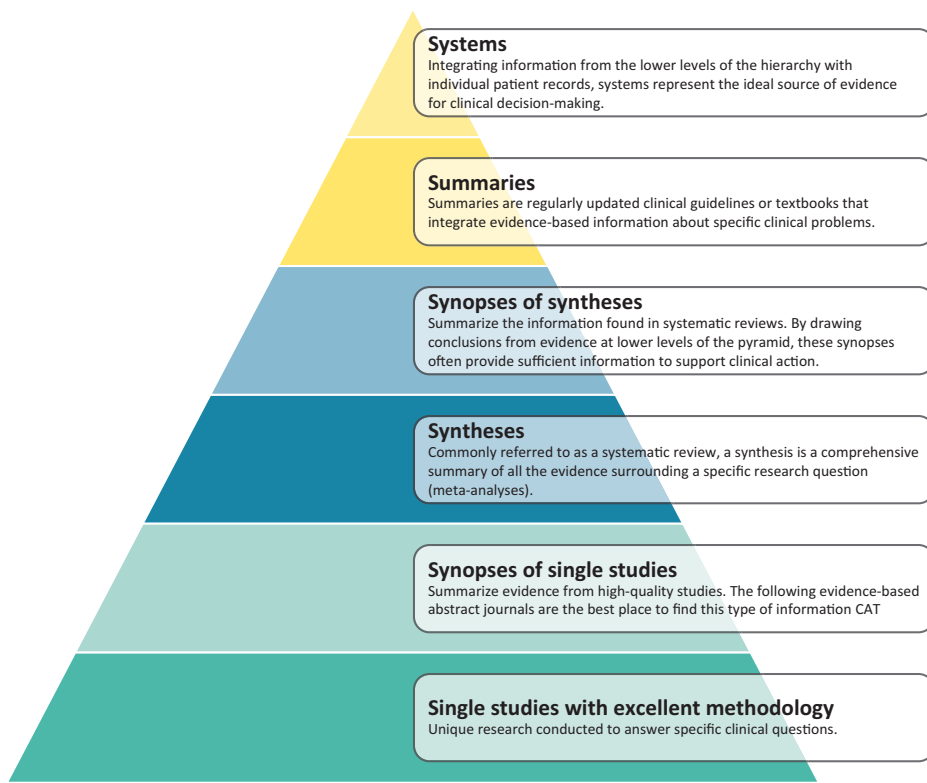 Systems
Integrating information from the lower levels of the hierarchy with
individual patient records, systems represent the ideal source of evidence
for clinical decision-making.
Summaries
Summaries are regularly updated clinical guidelines or textbooks that
integrate evidence-based information about specific clinical problems.
Synopses of syntheses
Summarize the information found in systematic reviews. By drawing
conclusions from evidence at lower levels of the pyramid, these synopses
often provide sufficient information to support clinical action.
Syntheses
Commonly referred to as a systematic review, a synthesis is a comprehensive
summary of all the evidence surrounding a specific research question
(meta-analyses).
Synopses of single studies
Summarize evidence from high-quality studies. The following evidence-based
abstract journals are the best place to find this type of information CAT
Single studies with excellent methodology
Unique research conducted to answer specific clinical questions.